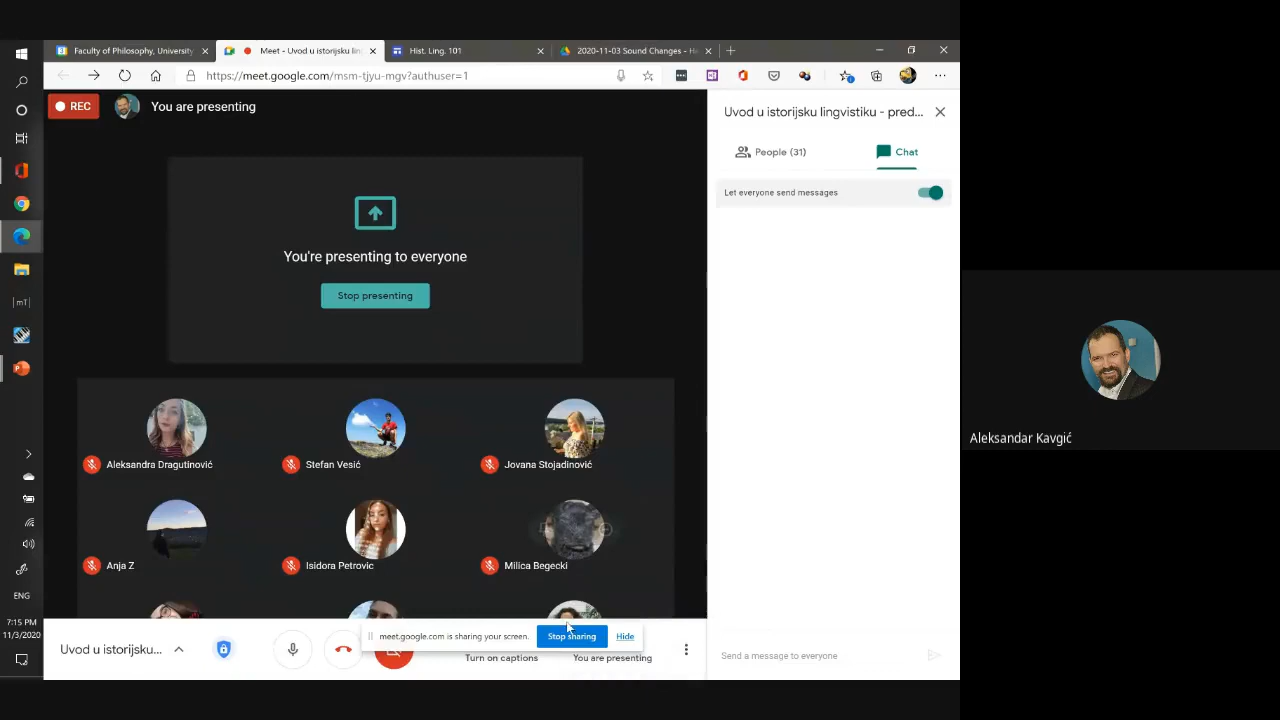 Faculty of Philosophy, University
Meet - Uvod u istorijsku lin
Hist. Ling. 101
2020-11-03 Sound Changes - Ha
https://meet.google.com/msm-tjyu-mgv?authuser=1
REC
You are presenting
Uvod u istorijsku lingvistiku - pred...
People (31)
Chat
Let everyone send messages
You're presenting to everyone
Stop presenting
Aleksandra Dragutinović
Stefan Vesić
Jovana Stojadinović
Anja Z
Isidora Petrovic
Milica Begecki
Aleksandar Kavgić
ENG
7:15 PM
11/3/2020
meet.google.com is sharing your screen.
Stop sharing
Hide
Uvod u istorijsku...
Turn on captions
You are presenting
Send a message to everyone